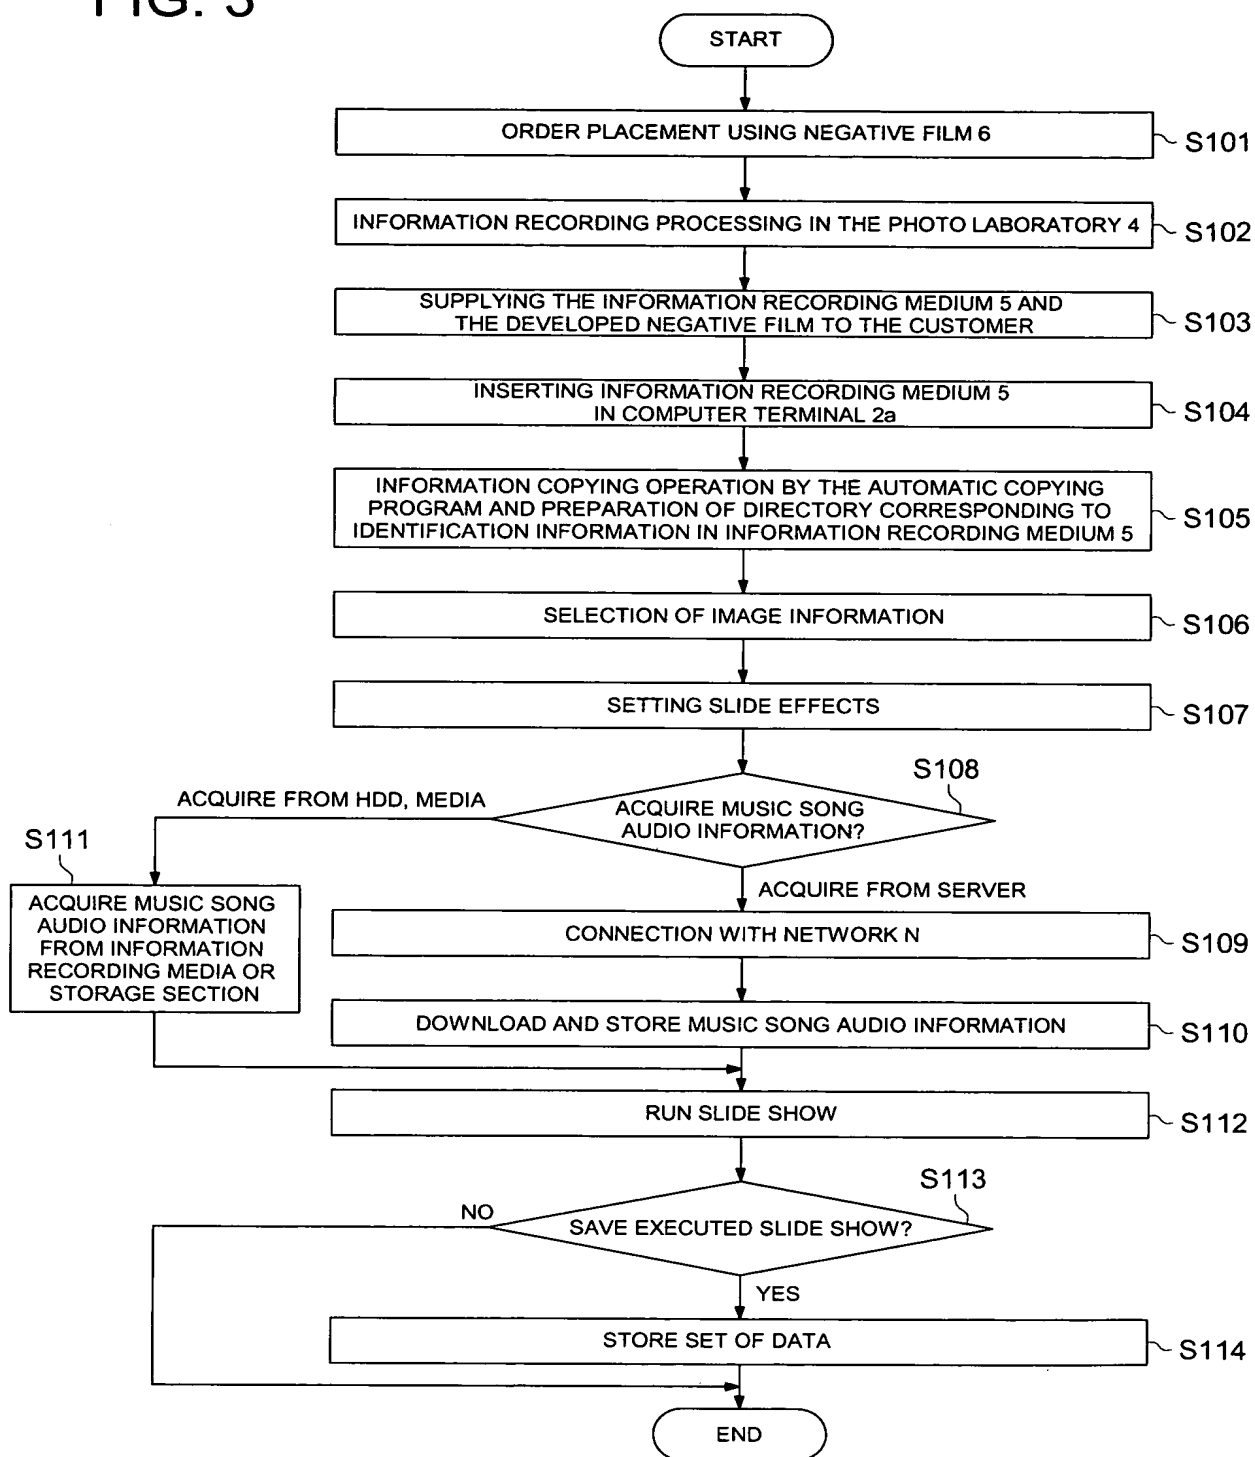 FIG. 3
START
ORDER PLACEMENT USING NEGATIVE FILM 6
S101
INFORMATION RECORDING PROCESSING IN THE PHOTO LABORATORY 4
S102
SUPPLYING THE INFORMATION RECORDING MEDIUM 5 AND
THE DEVELOPED NEGATIVE FILM TO THE CUSTOMER
S103
INSERTING INFORMATION RECORDING MEDIUM 5
IN COMPUTER TERMINAL 2a
S104
INFORMATION COPYING OPERATION BY THE AUTOMATIC COPYING
PROGRAM AND PREPARATION OF DIRECTORY CORRESPONDING TO
IDENTIFICATION INFORMATION IN INFORMATION RECORDING MEDIUM 5
S105
SELECTION OF IMAGE INFORMATION
S106
SETTING SLIDE EFFECTS
S107
S108
ACQUIRE MUSIC SONG
AUDIO INFORMATION?
ACQUIRE FROM HDD, MEDIA
S111
ACQUIRE MUSIC SONG
AUDIO INFORMATION
FROM INFORMATION
RECORDING MEDIA OR
STORAGE SECTION
ACQUIRE FROM SERVER
CONNECTION WITH NETWORK N
S109
DOWNLOAD AND STORE MUSIC SONG AUDIO INFORMATION
S110
RUN SLIDE SHOW
S112
S113
SAVE EXECUTED SLIDE SHOW?
NO
YES
STORE SET OF DATA
S114
END